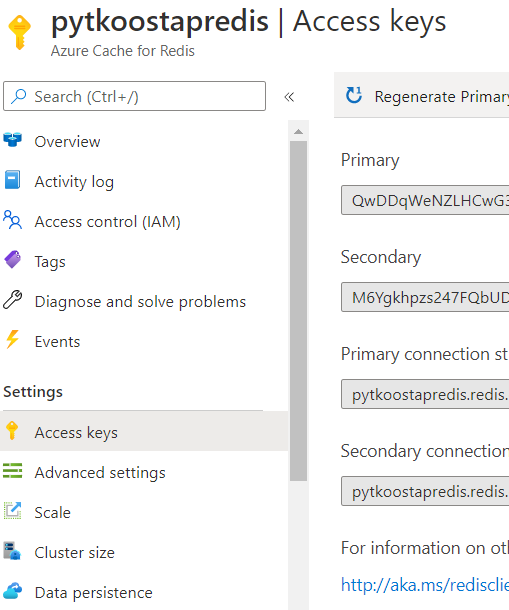 pytkoostapredis | Access keys
Azure Cache for Redis
Search (Ctrl+/)
«
Overview
Activity log
Access control (IAM)
Tags
Diagnose and solve problems
Events
Settings
Access keys
Advanced settings
Scale
Cluster size
Data persistence
Regenerate Primary
Primary
QwDDqWeNZLHCwG3
Secondary
M6Ygkhpzs247FQbUD
Primary connection st
pytkoostapredis.redis.
Secondary connection
pytkoostapredis.redis.
For information on oth
http://aka.ms/rediscli